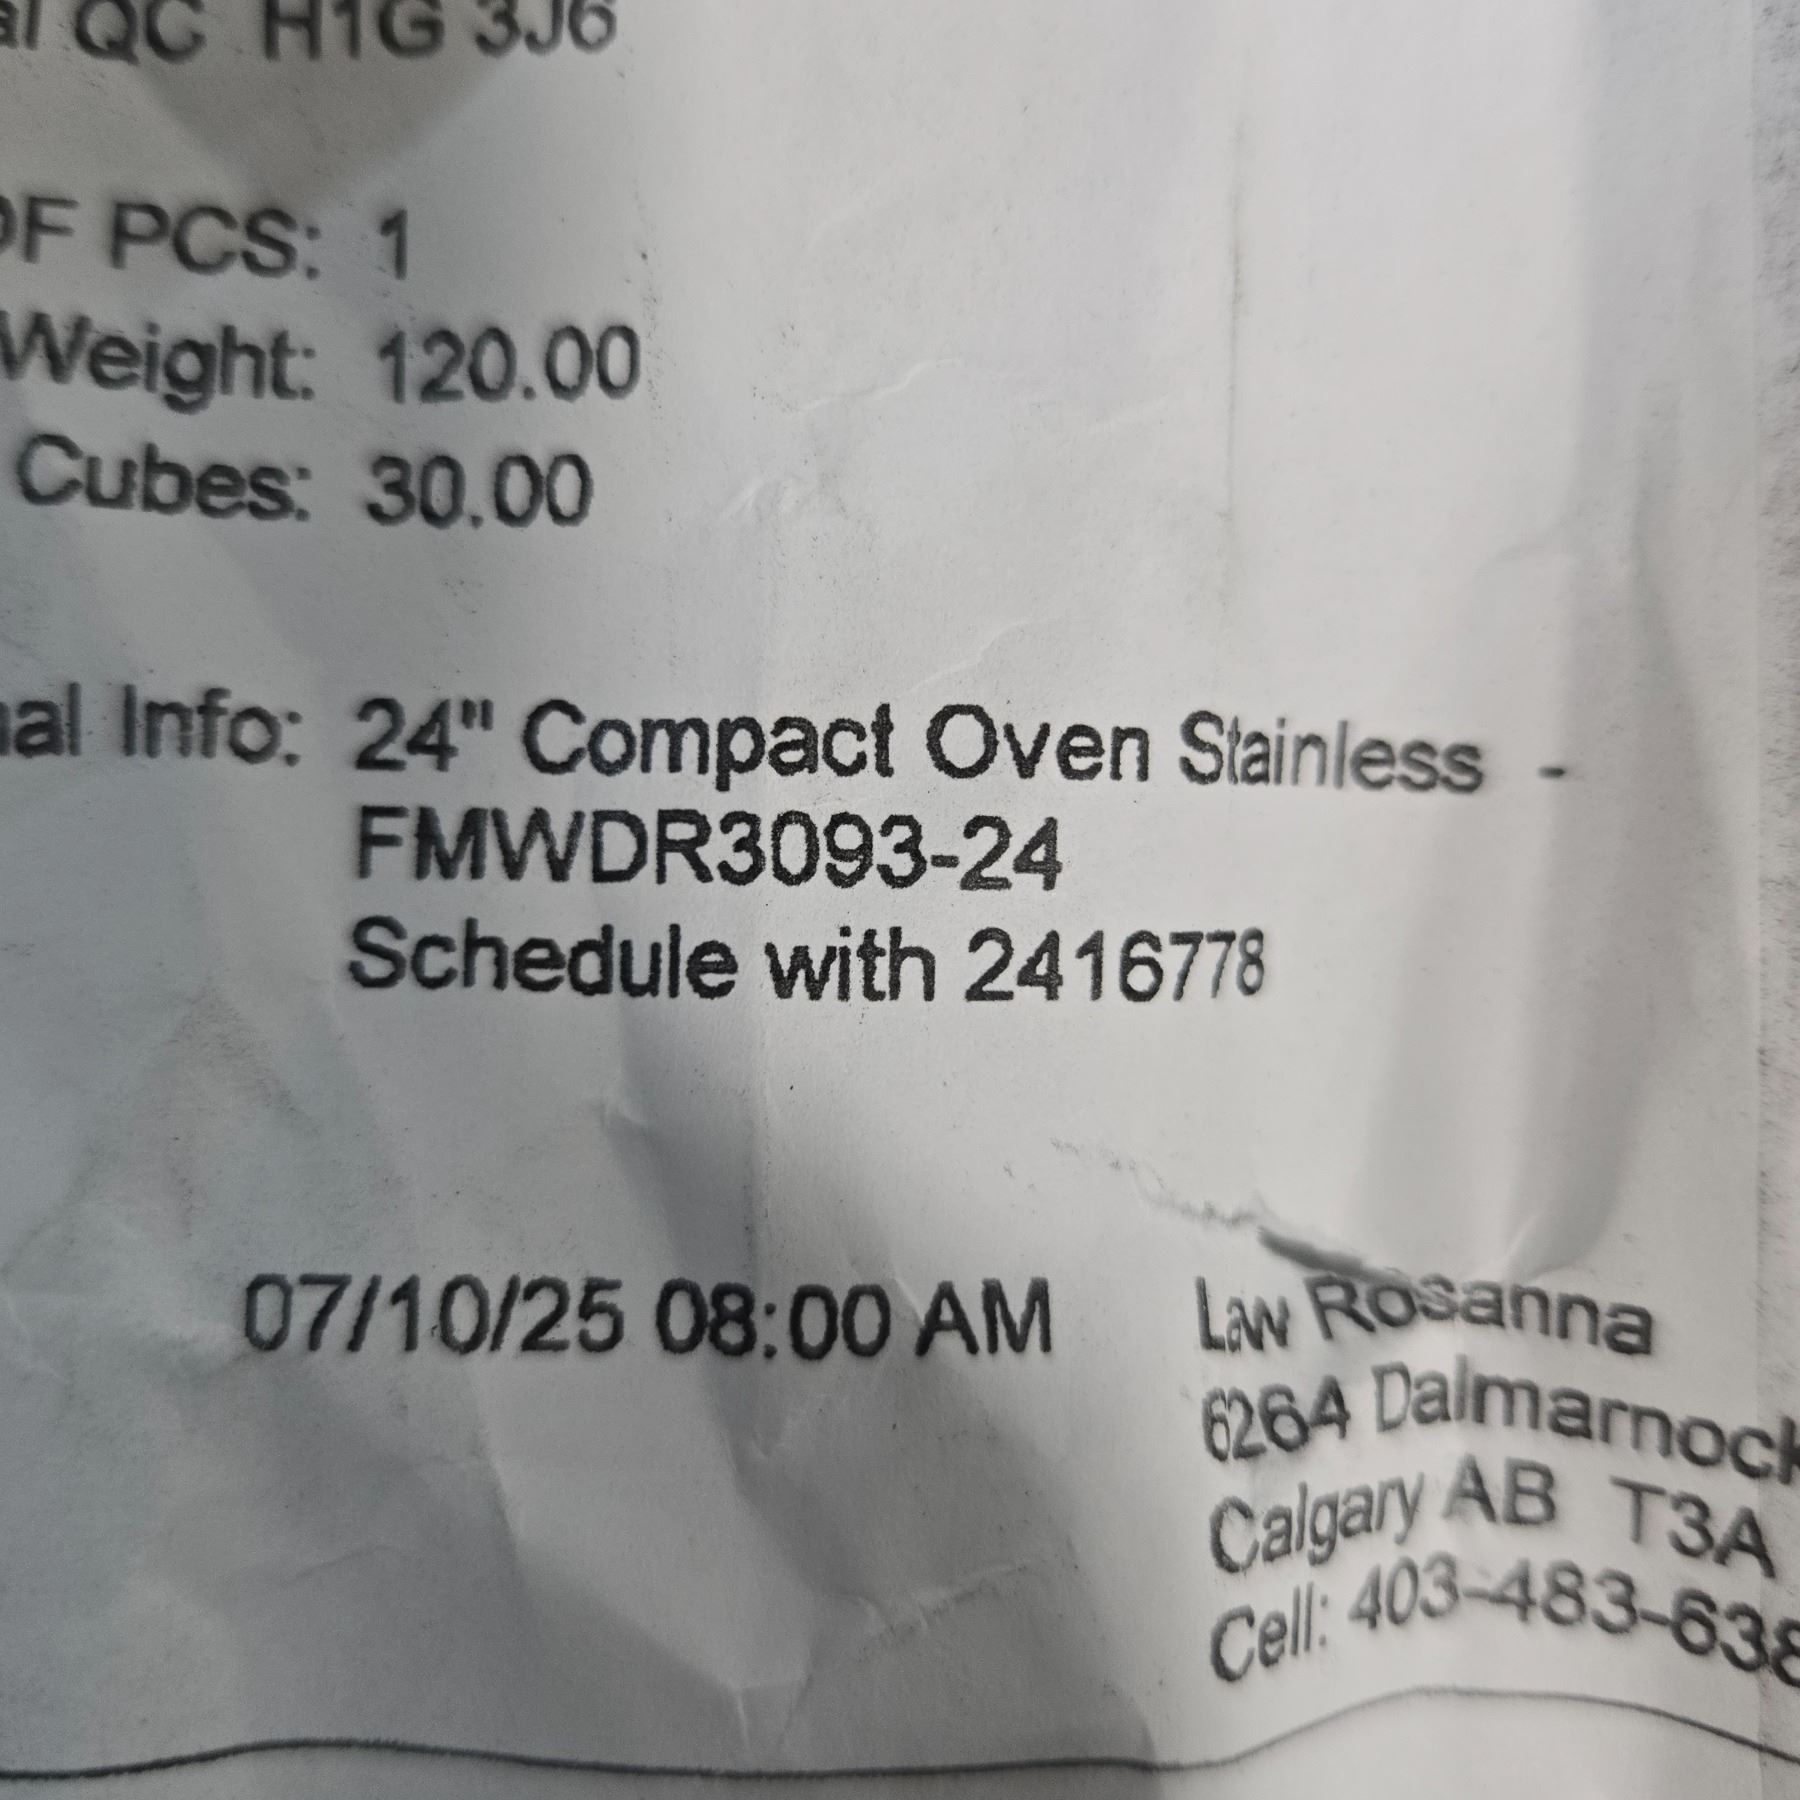 QC H1G 3J6
OF PCS: 1
Weight: 120.00
Cubes: 30.00
Info: 24" Compact Oven Stainless -
FMWDR3093-24
Schedule with 2416778
07/10/25 08:00 AM
Law Rosanna
6264 Dalmarnock
Calgary AB T3A
Cell: 403-483-638